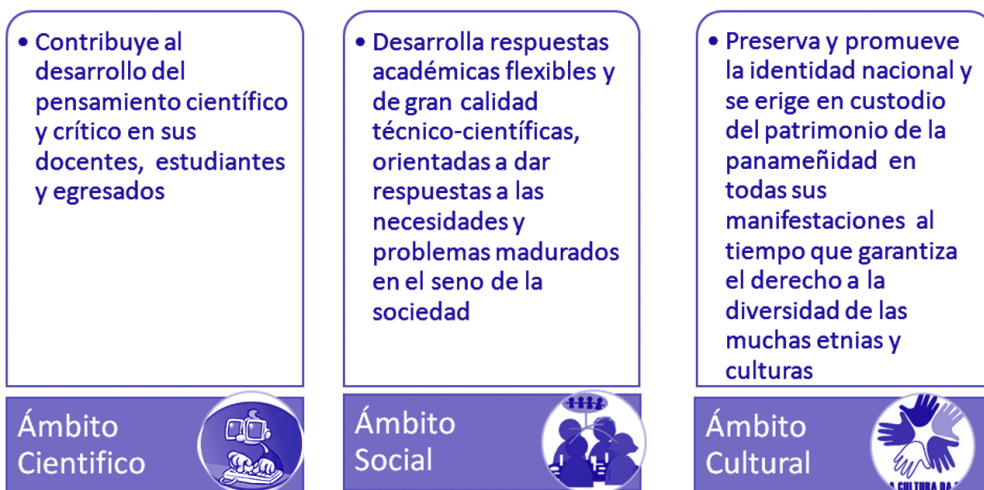 • Contribuye al
desarrollo del
pensamiento científico
y crítico en sus
docentes, estudiantes
y egresados
Ámbito
Cientifico
• Desarrolla respuestas
académicas flexibles y
de gran calidad
técnico-científicas,
orientadas a dar
respuestas a las
necesidades y
problemas madurados
en el seno de la
sociedad
Ámbito
Social
• Preserva y promueve
la identidad nacional y
se erige en custodio
del patrimonio de la
panameñidad en
todas sus
manifestaciones al
tiempo que garantiza
el derecho a la
diversidad de las
muchas etnias y
culturas
Ámbito
Cultural
CULTURA DA